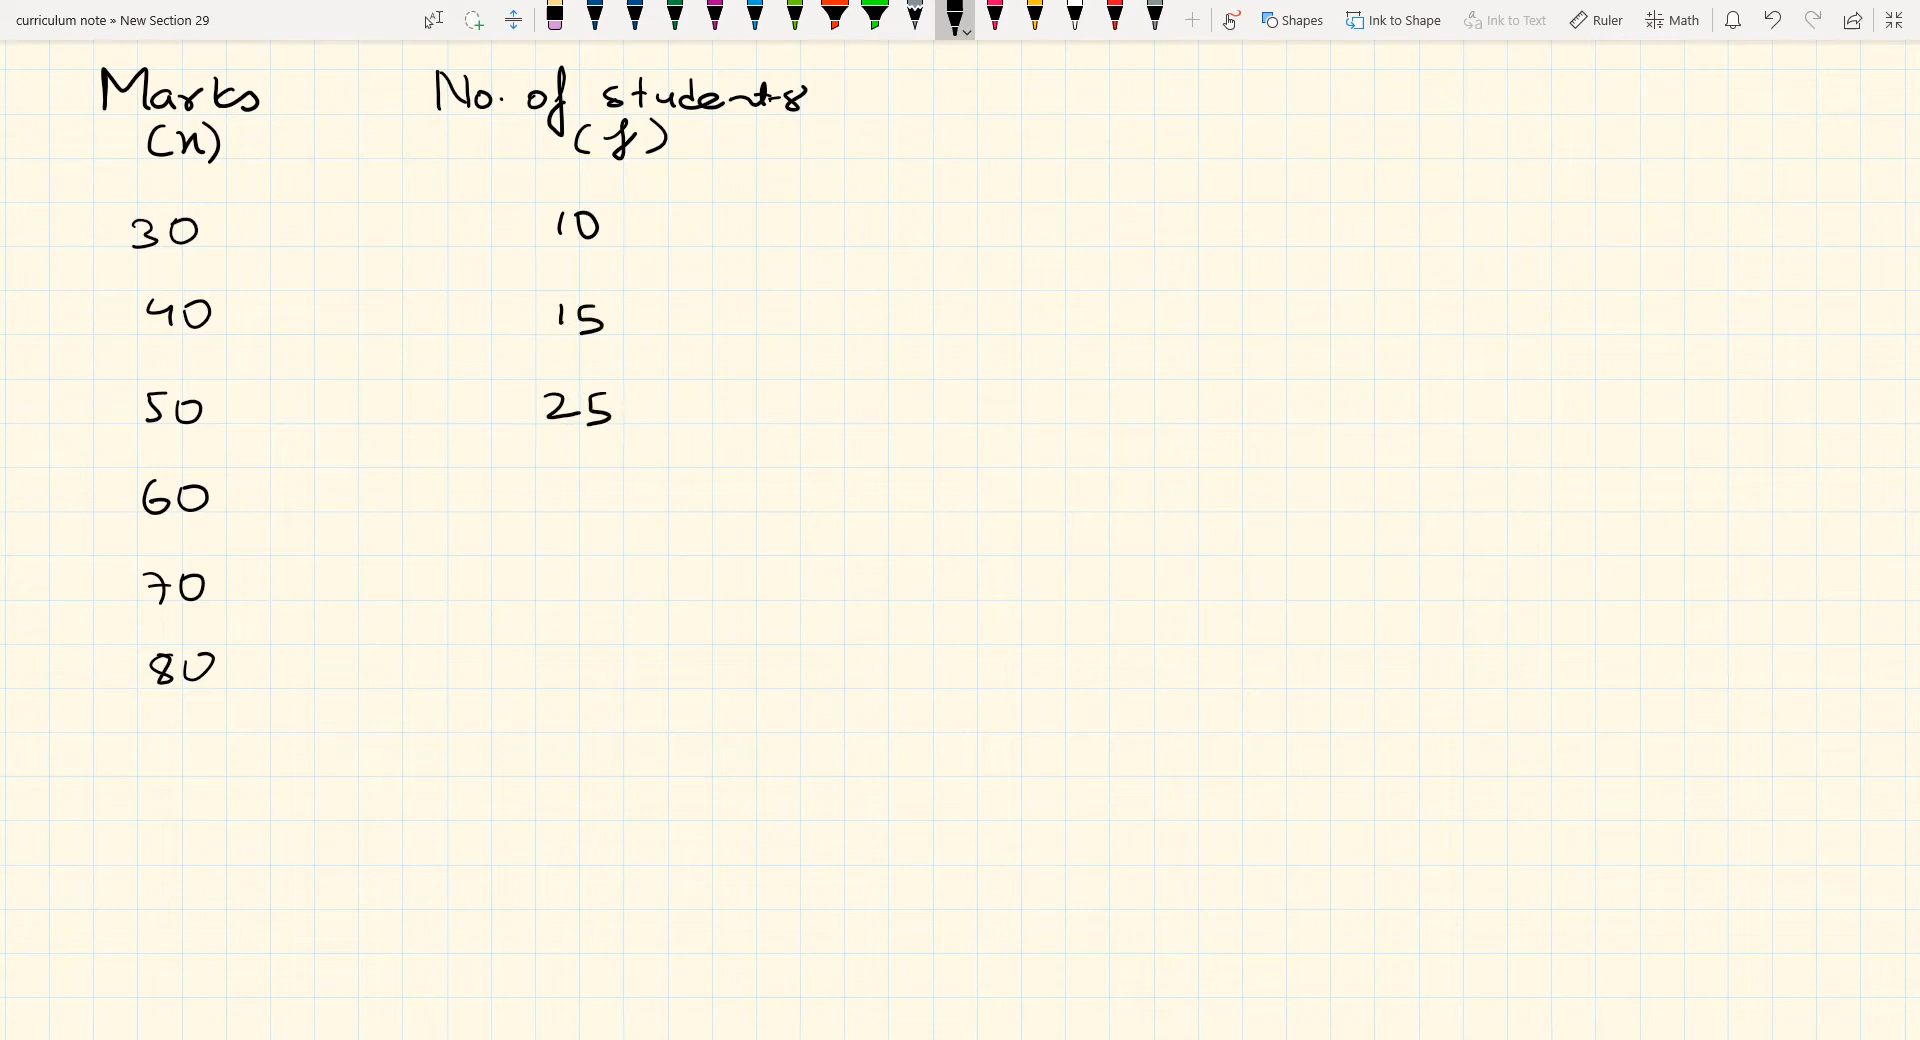 curriculum note » New Section 29
Shapes Ink to Shape Ink to Text Ruler Math
Marks No. of students
(x) (f)
30 10
40 15
50 25
60
70
80